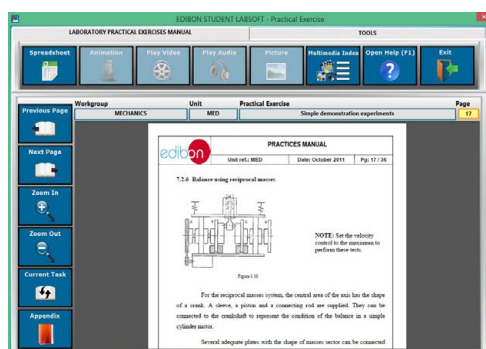 EDIBON STUDENT LABSOFT - Practical Exercise
LABORATORY PRACTICAL EXERCISES MANUAL
TOOLS
Spreadsheet
Animation
Play Video
Play Audio
Picture
Multimedia Index
Open Help (F1)
Exit
Previous Page
Next Page
Zoom In
Zoom Out
Current Task
Appendix
Workgroup Unit Practical Exercise Page
MECHANICS MED Simple demonstration experiments 17
edibon
PRACTICES MANUAL
Unit ref.: MED Date: October 2011 Pg: 17 / 36
7.2.6 Balance using reciprocal masses
NOTE: Set the velocity
control to the maximum to
perform these tests.
For the reciprocal masses system, the central area of the axis has the shape
of a crank. A sleeve, a piston and a connecting rod are supplied. They can be
connected to the crankshaft to represent the condition of the balance in a simple
cylinder motor.
Several adequate plates with the shape of masses sector can be connected